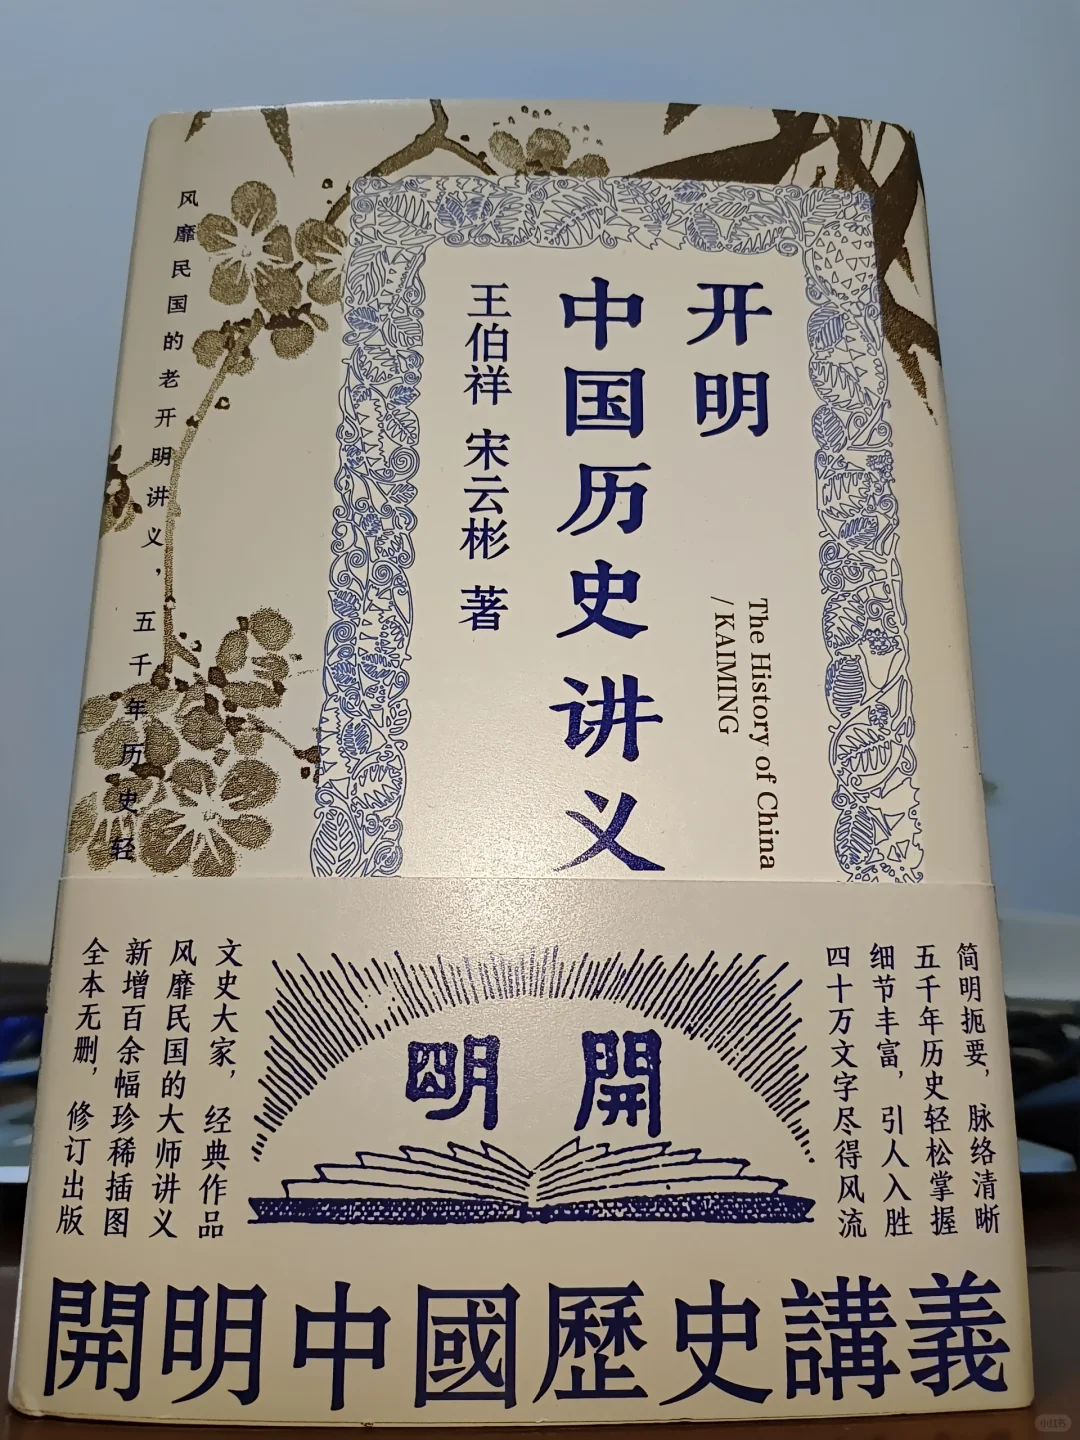 开明
中国历史讲义
The History of China
/ KAIMING
王伯祥 宋云彬 著
风靡民国的老开明讲义，五千年历史轻
简明扼要，脉络清晰
五千年历史轻松掌握
细节丰富，引人入胜
四十万文字尽得风流
開明
文史大家，经典作品
风靡民国的大师讲义
新增百余幅珍稀插图
全本无删，修订出版
開明中國歷史講義
小红书